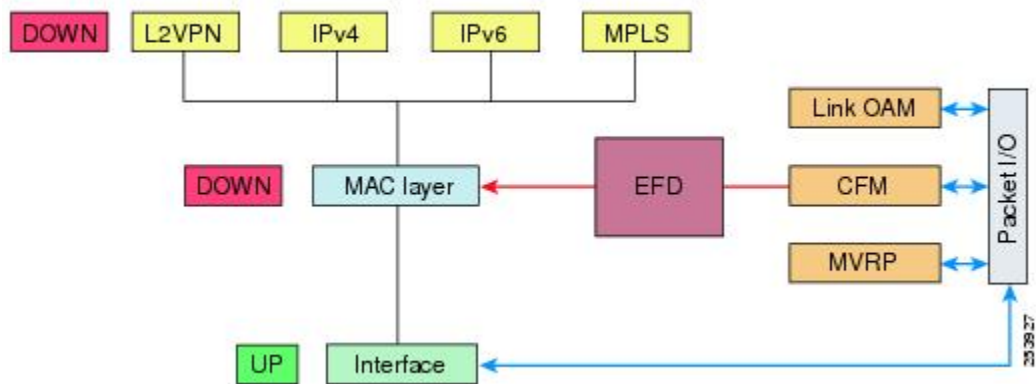 DOWN L2VPN IPv4 IPv6 MPLS
Link OAM
DOWN MAC layer EFD CFM
Packet I/O
MVRP
UP Interface
253927